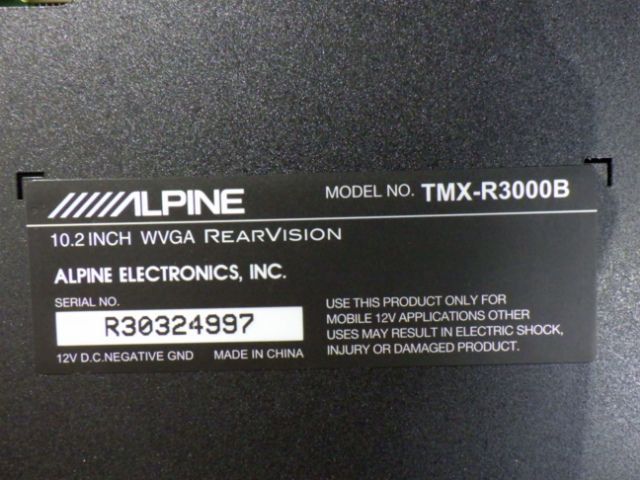 ALPINE
MODEL NO. TMX-R3000B
10.2 INCH WVGA REARVISION
ALPINE ELECTRONICS, INC.
SERIAL NO.
R30324997
12V D.C.NEGATIVE GND MADE IN CHINA
USE THIS PRODUCT ONLY FOR
MOBILE 12V APPLICATIONS OTHER
USES MAY RESULT IN ELECTRIC SHOCK,
INJURY OR DAMAGED PRODUCT.